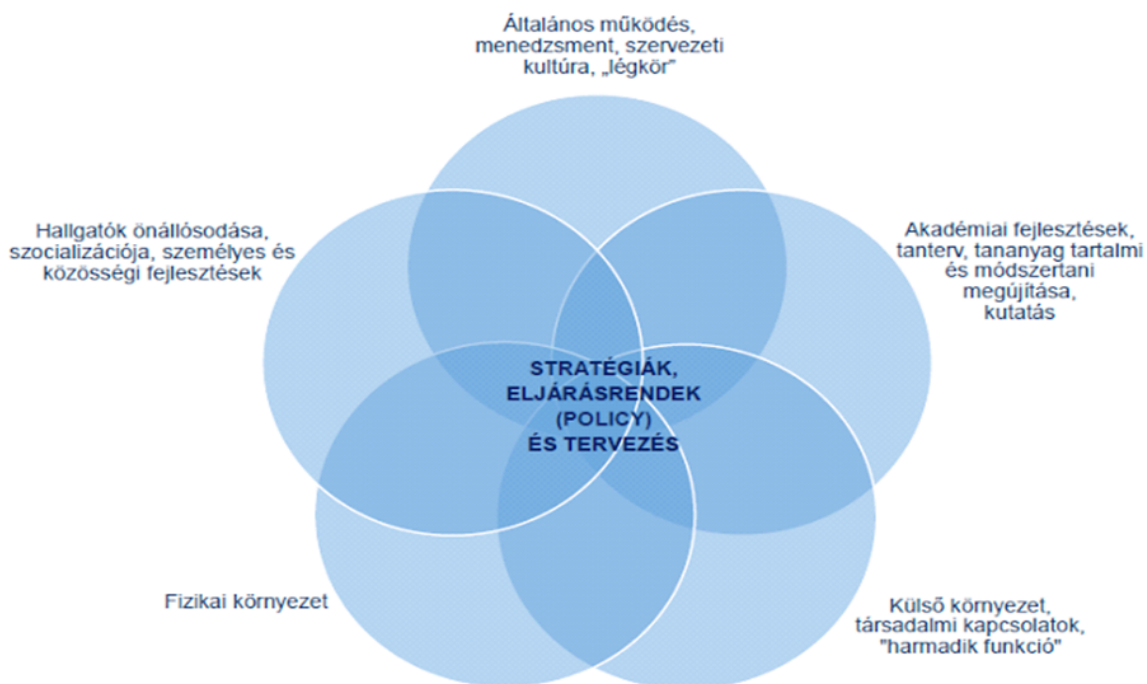 Általános működés,
menedzsment, szervezeti
kultúra, „légkör”
Hallgatók önállósodása,
szocializációja, személyes és
közösségi fejlesztések
Akadémiai fejlesztések,
tanterv, tananyag tartalmi
és módszertani
megújítása,
kutatás
STRATÉGIÁK,
ELJÁRÁSRENDEK
(POLICY)
ÉS TERVEZÉS
Fizikai környezet
Külső környezet,
társadalmi kapcsolatok,
"harmadik funkció"